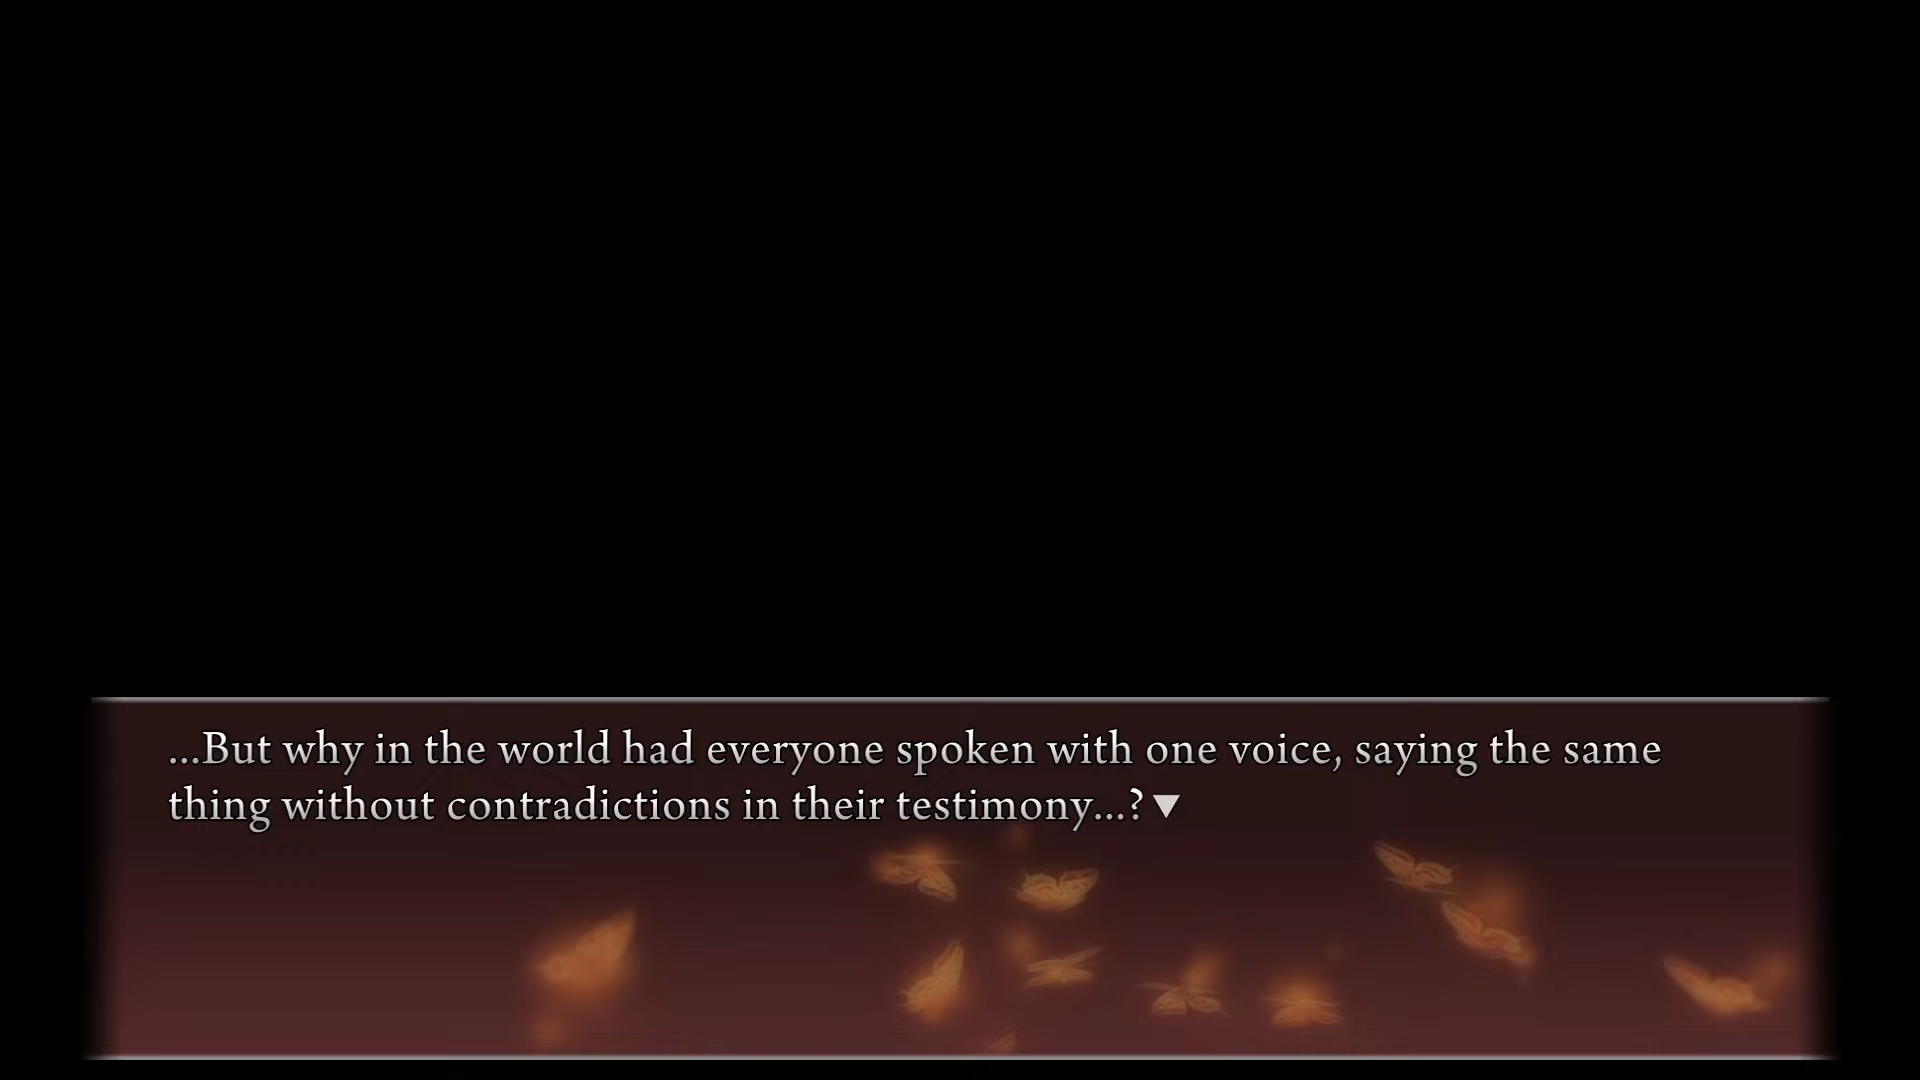 ...But why in the world had everyone spoken with one voice, saying the same
thing without contradictions in their testimony...?